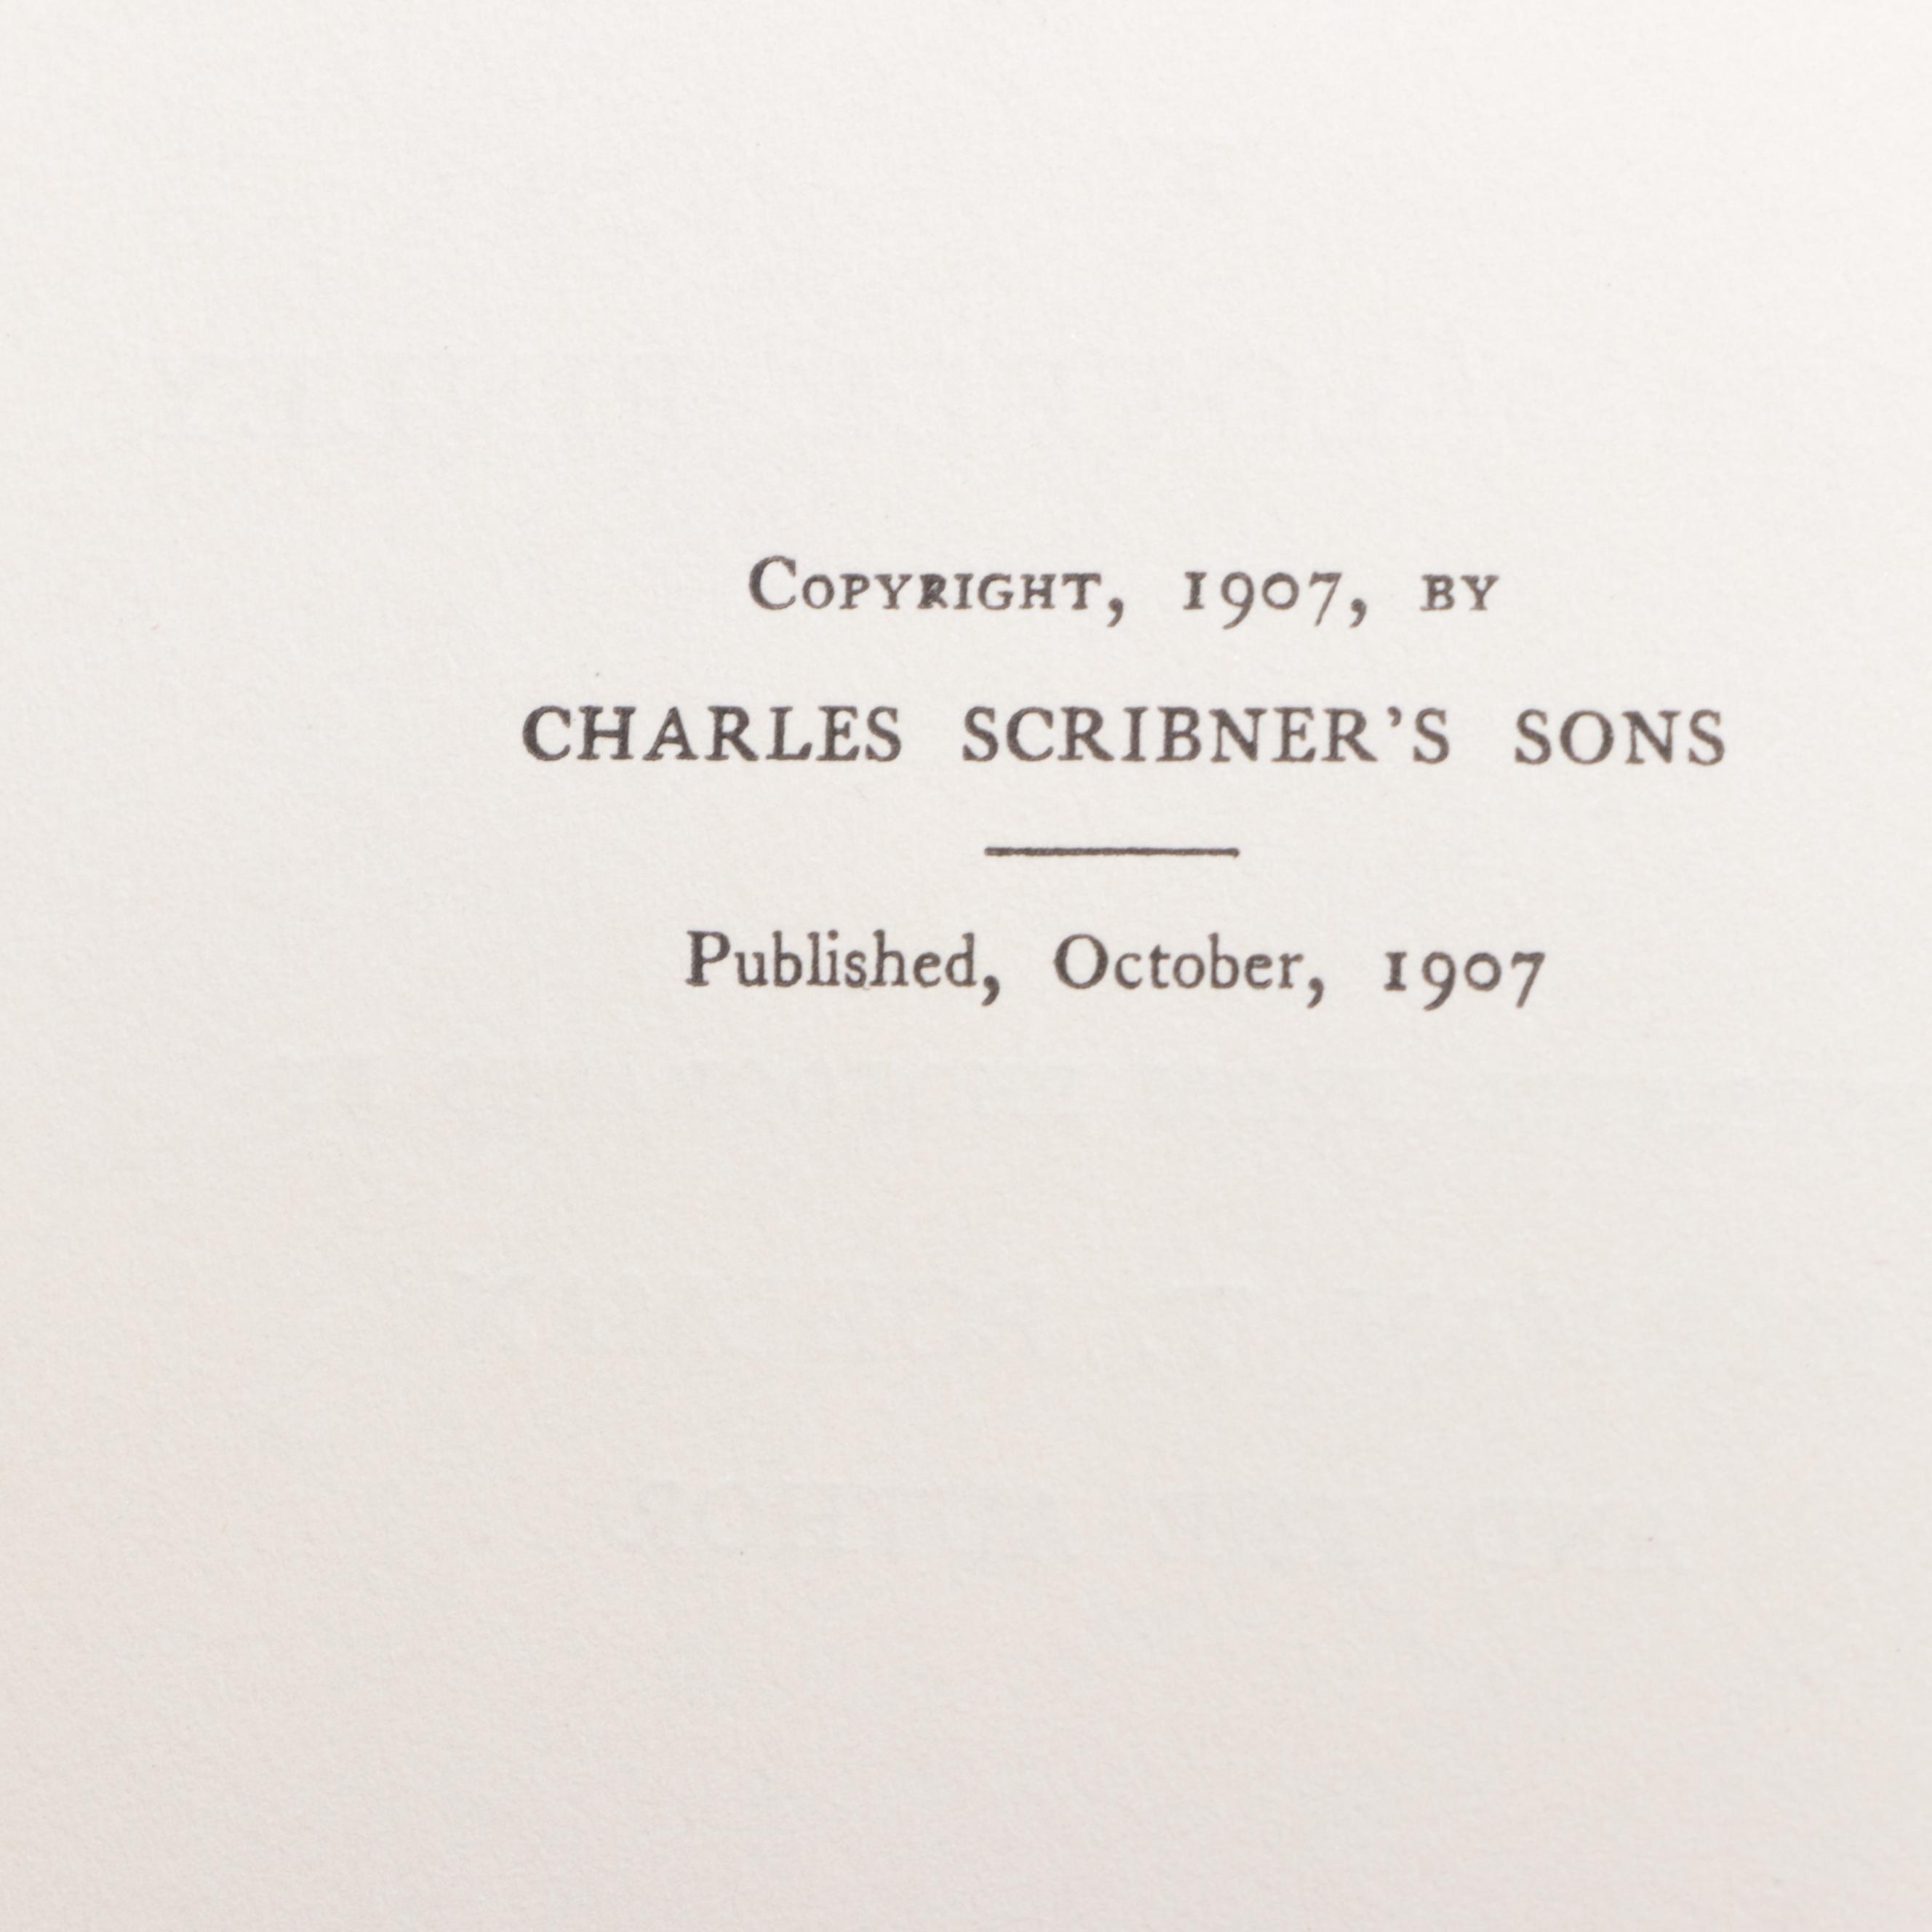 Copyright, 1907, by
CHARLES SCRIBNER’S SONS
Published, October, 1907